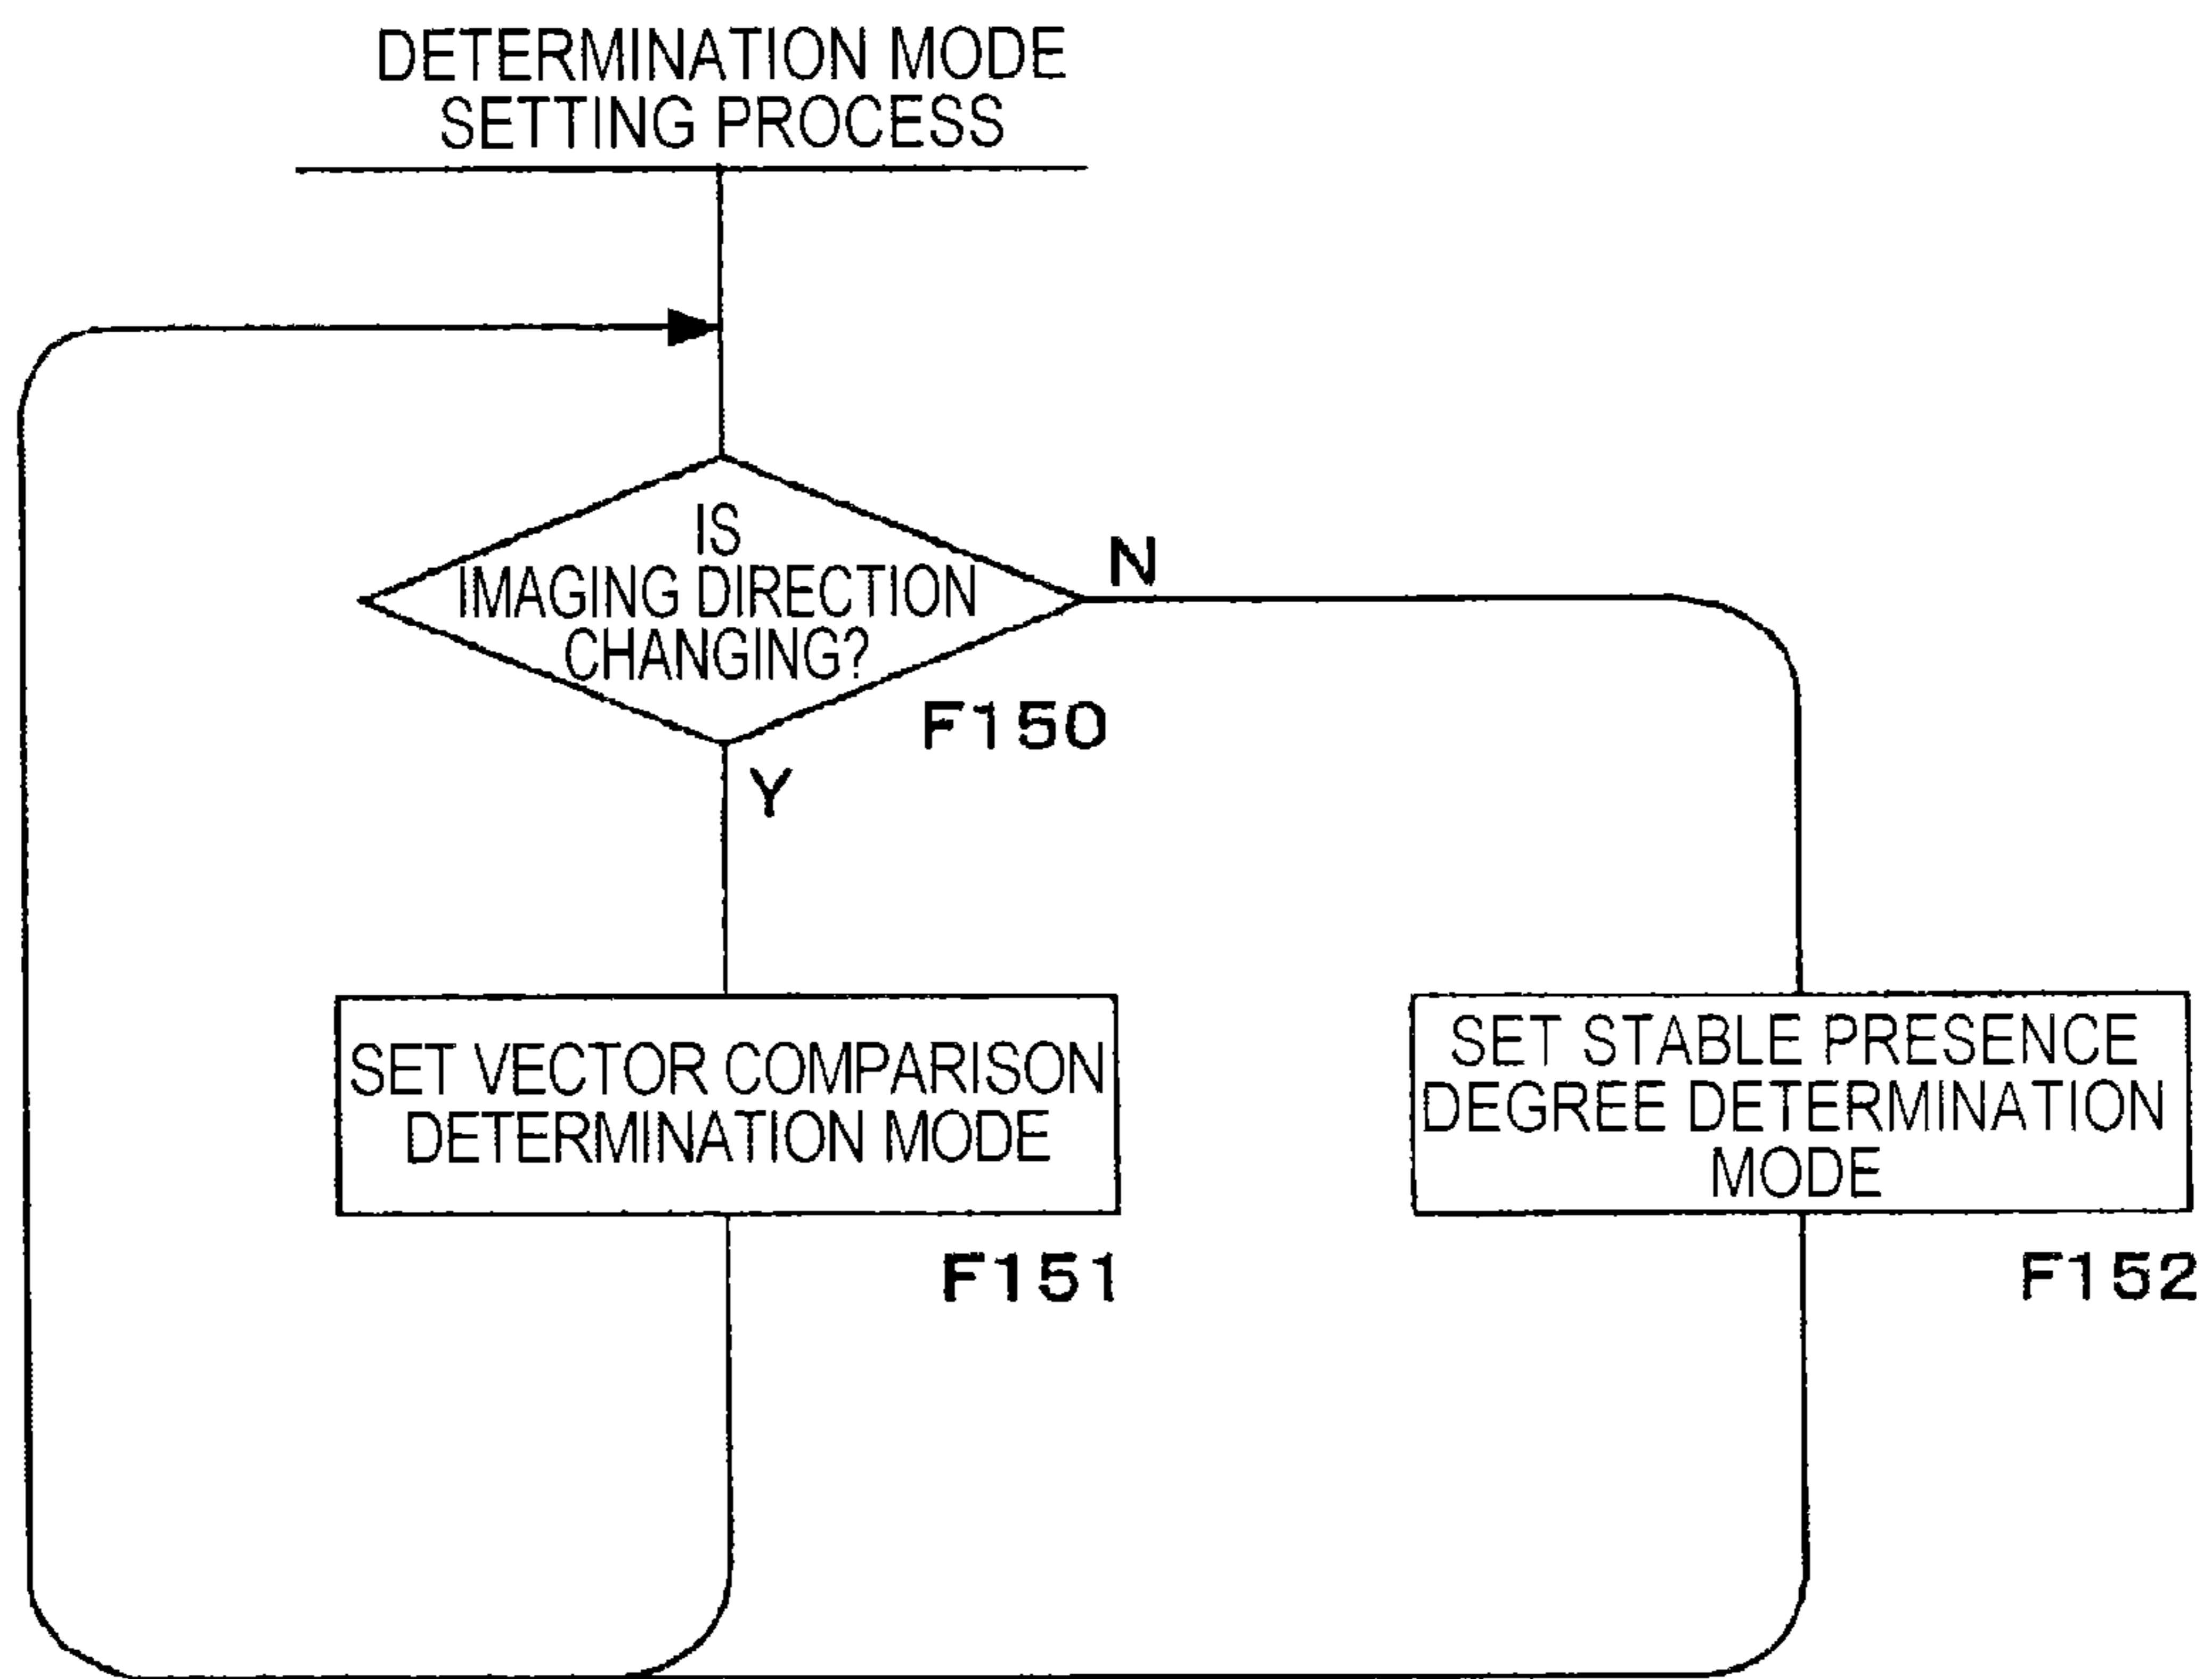 DETERMINATION MODE
SETTING PROCESS
IS
IMAGING DIRECTION
CHANGING?
N
F150
Y
SET VECTOR COMPARISON
DETERMINATION MODE
F151
SET STABLE PRESENCE
DEGREE DETERMINATION
MODE
F152